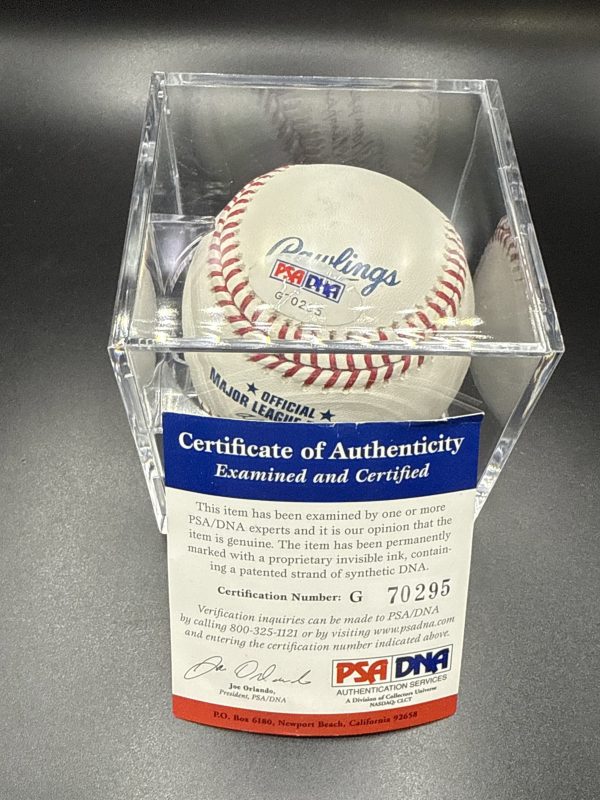 Rawlings
PSA DNA
OFFICIAL
MAJOR LEAGUE
Certificate of Authenticity
Examined and Certified
This item has been examined by one or more
PSA/DNA experts and it is our opinion that the
item is genuine. The item has been permanently
marked with a proprietary invisible ink, contain-
ing a patented strand of synthetic DNA.
Certification Number: G 70295
Verification inquiries can be made to PSA/DNA
by calling 800-325-1121 or by visiting www.psadna.com
and entering the certification number indicated above.
Joe Orlando
Joe Orlando,
President, PSA/DNA
PSA DNA
AUTHENTICATION SERVICES
A Division of Collectors Universe
NASDAQ: CLCT
P.O. Box 6180, Newport Beach, California 92658